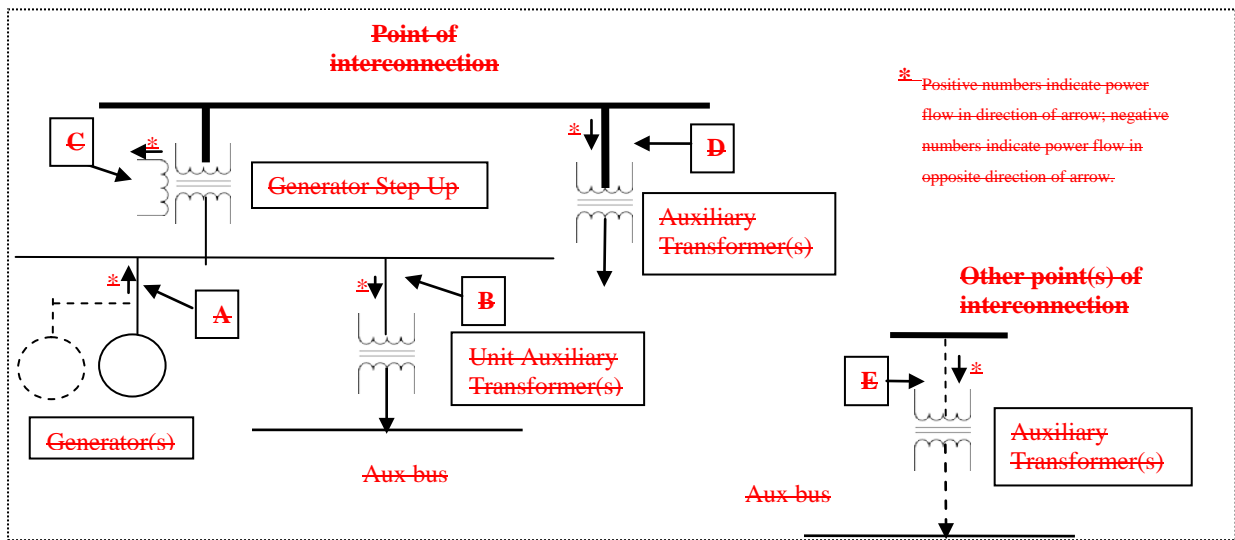 Point of
interconnection
* Positive numbers indicate power
flow in direction of arrow; negative
numbers indicate power flow in
opposite direction of arrow.
C
*
Generator Step Up
*
D
Auxiliary
Transformer(s)
*
A
*
B
Unit Auxiliary
Transformer(s)
Generator(s)
Aux bus
Other point(s) of
interconnection
E
*
Auxiliary
Transformer(s)
Aux bus